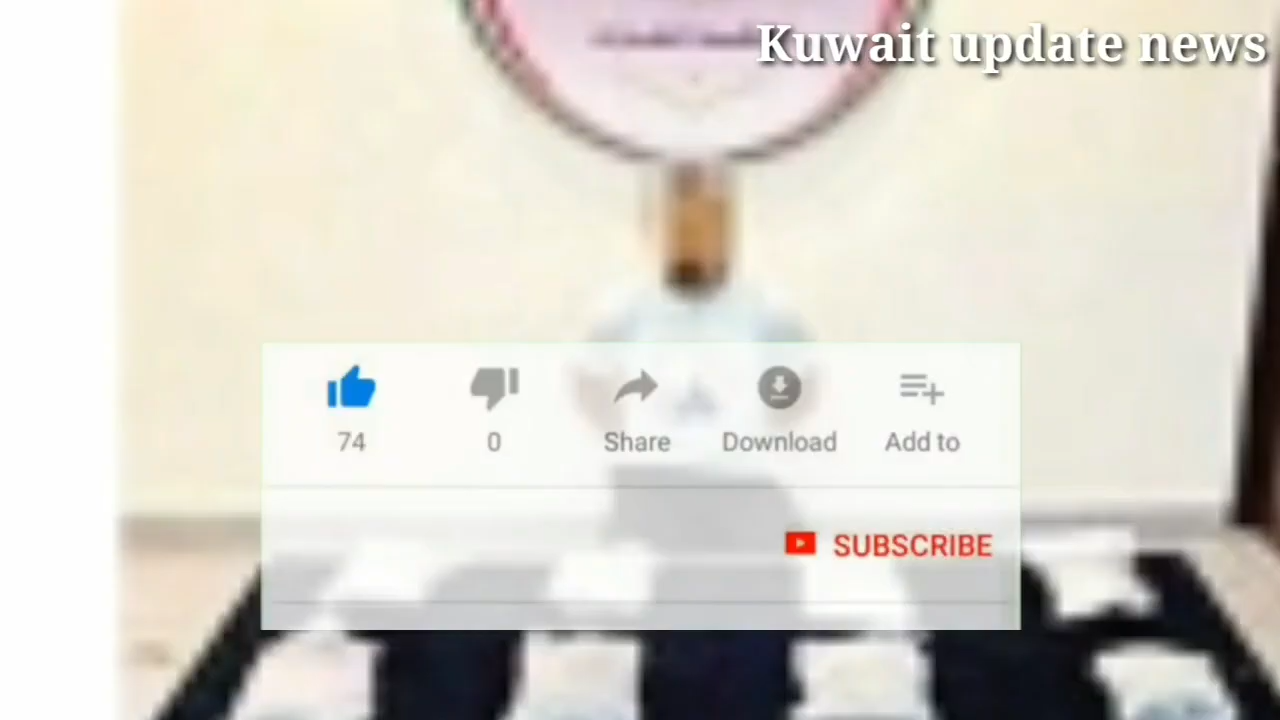 Kuwait update news
74
0
Share
Download
Add to
SUBSCRIBE